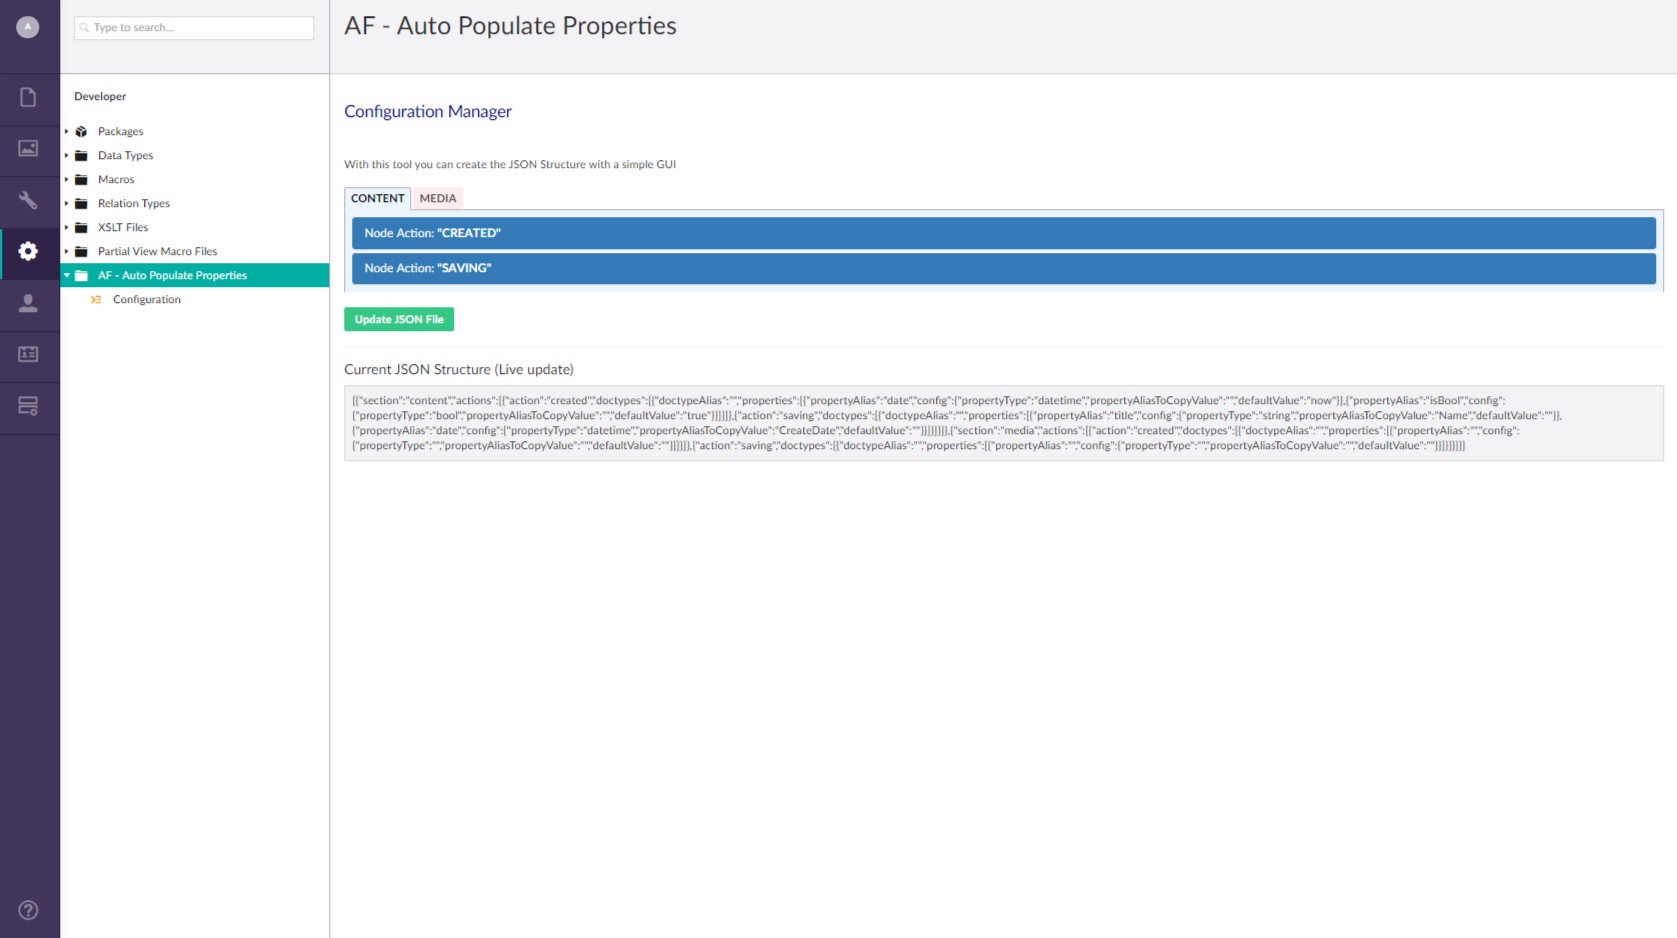 A
Type to search...
AF - Auto Populate Properties
Developer
Packages
Data Types
Macros
Relation Types
XSLT Files
Partial View Macro Files
AF - Auto Populate Properties
Configuration
Configuration Manager
With this tool you can create the JSON Structure with a simple GUI
CONTENT MEDIA
Node Action: "CREATED"
Node Action: "SAVING"
Update JSON File
Current JSON Structure (Live update)
[{"section":"content","actions":[{"action":"created","doctypes":[{"doctypeAlias":"","properties":[{"propertyAlias":"date","config":{"propertyType":"datetime","propertyAliasToCopyValue":"","defaultValue":"now"}},{"propertyAlias":"isBool","config":
{"propertyType":"bool","propertyAliasToCopyValue":"","defaultValue":"true"}}]}]},{"action":"saving","doctypes":[{"doctypeAlias":"","properties":[{"propertyAlias":"title","config":{"propertyType":"string","propertyAliasToCopyValue":"Name","defaultValue":""}},
{"propertyAlias":"date","config":{"propertyType":"datetime","propertyAliasToCopyValue":"CreateDate","defaultValue":""}}]}]}]},{"section":"media","actions":[{"action":"created","doctypes":[{"doctypeAlias":"","properties":[{"propertyAlias":"","config":
{"propertyType":"","propertyAliasToCopyValue":"","defaultValue":""}}]}]},{"action":"saving","doctypes":[{"doctypeAlias":"","properties":[{"propertyAlias":"","config":{"propertyType":"","propertyAliasToCopyValue":"","defaultValue":""}}]}]}]}]